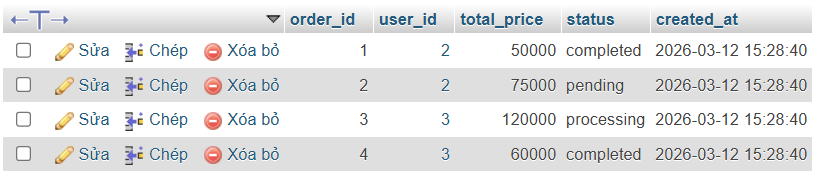 order_id user_id total_price status created_at
Sửa Chép Xóa bỏ 1 2 50000 completed 2026-03-12 15:28:40
Sửa Chép Xóa bỏ 2 2 75000 pending 2026-03-12 15:28:40
Sửa Chép Xóa bỏ 3 3 120000 processing 2026-03-12 15:28:40
Sửa Chép Xóa bỏ 4 3 60000 completed 2026-03-12 15:28:40